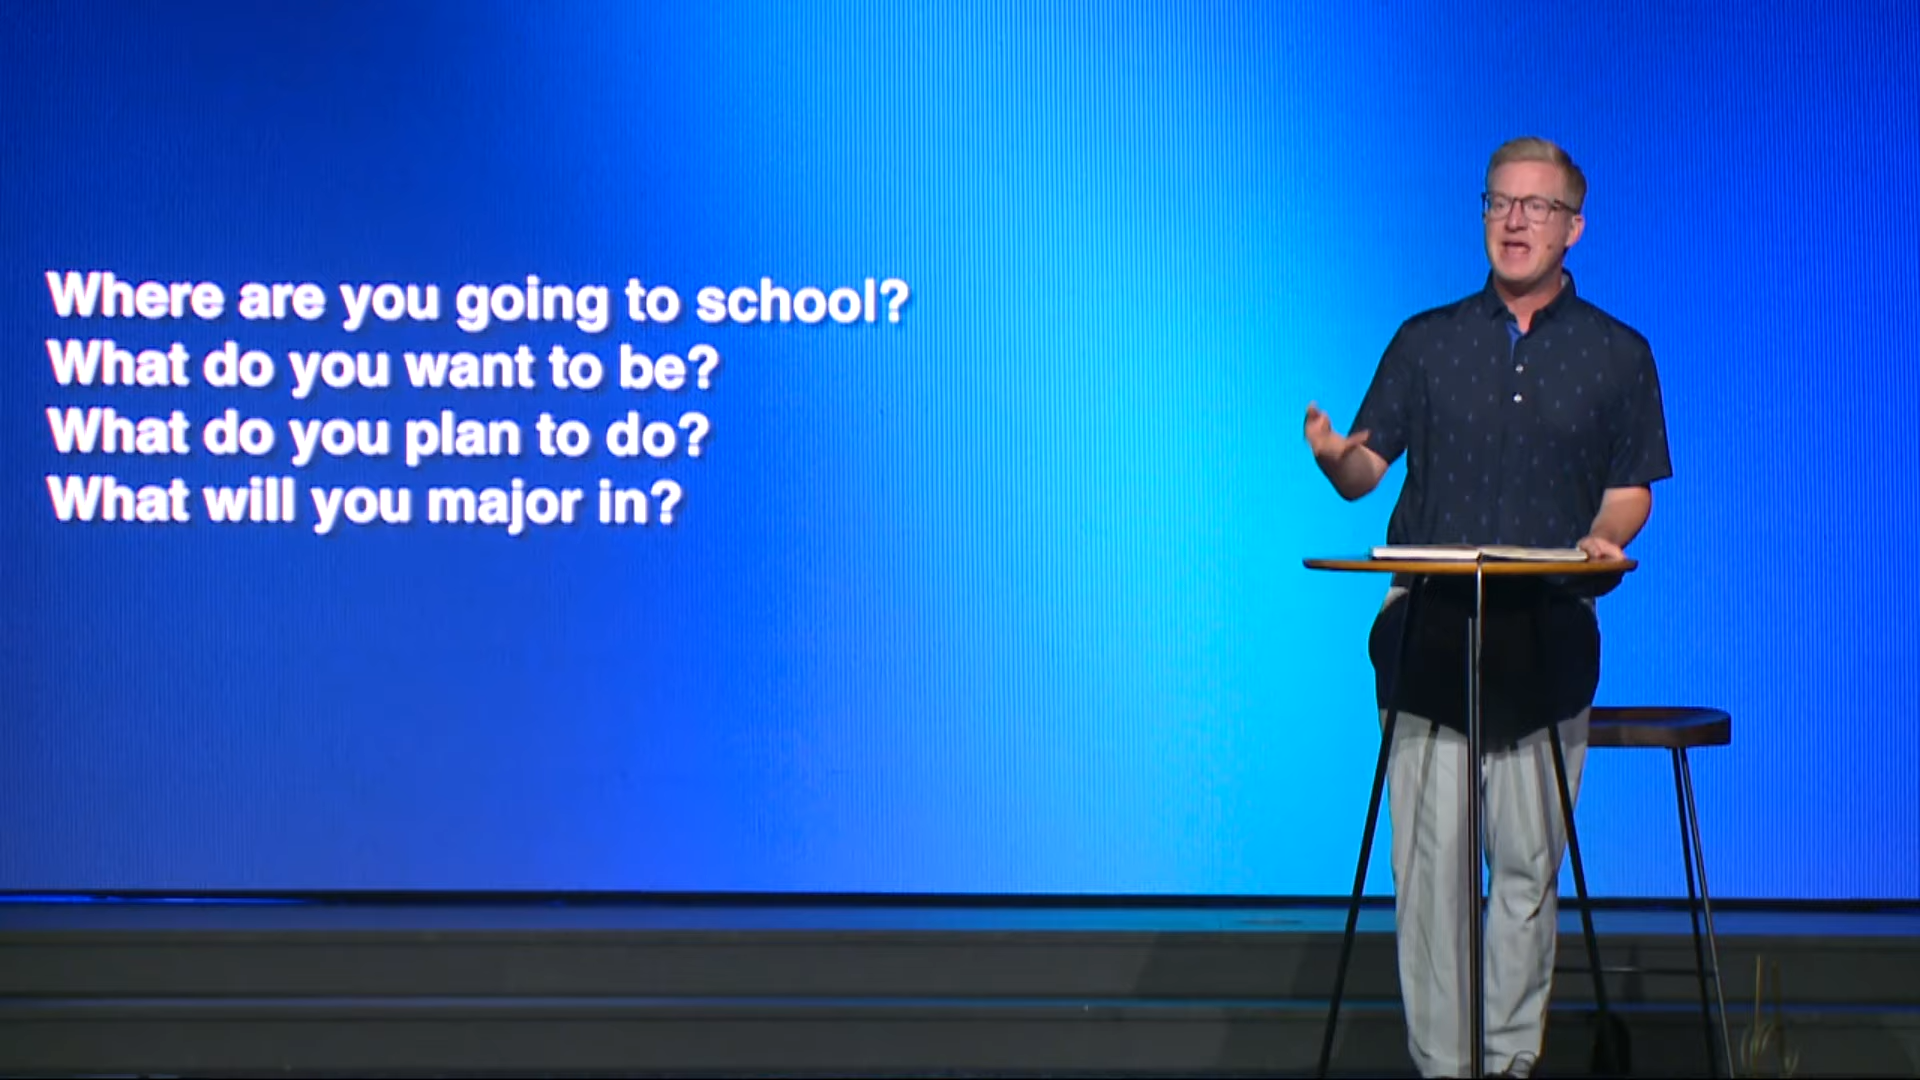 Where are you going to school?
What do you want to be?
What do you plan to do?
What will you major in?